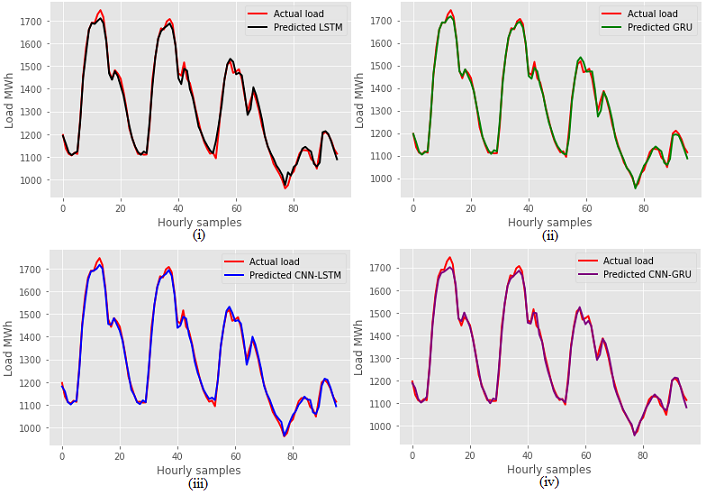 Actual load
Predicted LSTM
Load MWh
1700
1600
1500
1400
1300
1200
1100
1000
0
20
40
60
80
Hourly samples
(i)
Actual load
Predicted GRU
Load MWh
1700
1600
1500
1400
1300
1200
1100
1000
0
20
40
60
80
Hourly samples
(ii)
Actual load
Predicted CNN-LSTM
Load MWh
1700
1600
1500
1400
1300
1200
1100
1000
0
20
40
60
80
Hourly samples
(iii)
Actual load
Predicted CNN-GRU
Load MWh
1700
1600
1500
1400
1300
1200
1100
1000
0
20
40
60
80
Hourly samples
(iv)